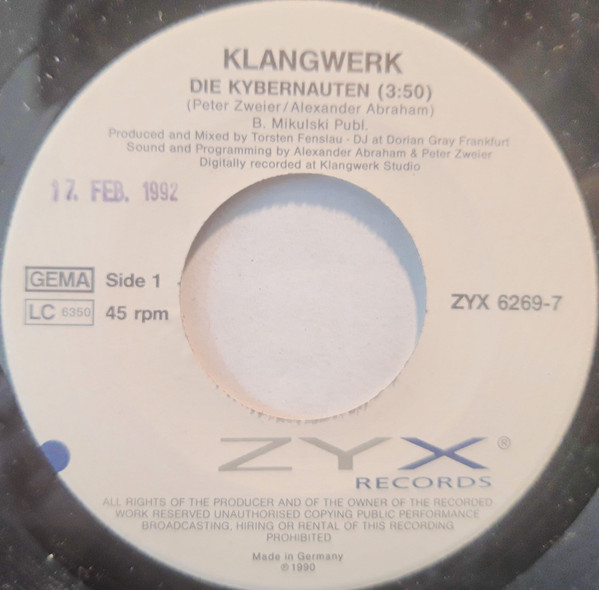 KLANGWERK
DIE KYBERNAUTEN (3:50)
(Peter Zweier/Alexander Abraham)
B. Mikulski Publ.
Produced and Mixed by Torsten Fenslau · DJ at Dorian Gray Frankfurt
Sound and Programming by Alexander Abraham & Peter Zweier
Digitally recorded at Klangwerk Studio
17. FEB. 1992
GEMA Side 1
LC 6350 45 rpm
ZYX 6269-7
ZYX ®
RECORDS
ALL RIGHTS OF THE PRODUCER AND OF THE OWNER OF THE RECORDED
WORK RESERVED UNAUTHORISED COPYING PUBLIC PERFORMANCE
BROADCASTING, HIRING OR RENTAL OF THIS RECORDING
PROHIBITED
Made in Germany
℗ 1990